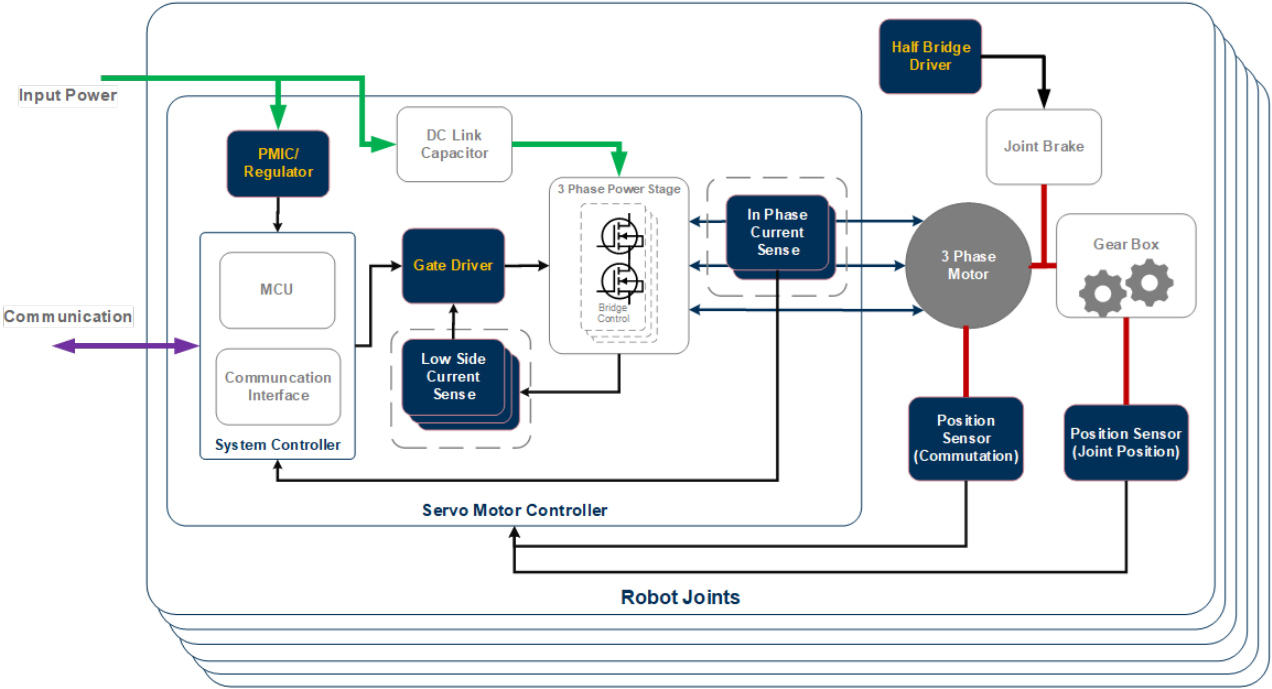 Half Bridge
Driver
Input Power
DC Link
Capacitor
PMIC/
Regulator
Joint Brake
3 Phase Power Stage
In Phase
Current
Sense
Gear Box
3 Phase
Motor
Gate Driver
MCU
Bridge
Control
Communication
Low Side
Current
Sense
Communcation
Interface
System Controller
Position
Sensor
(Commutation)
Position Sensor
(Joint Position)
Servo Motor Controller
Robot Joints